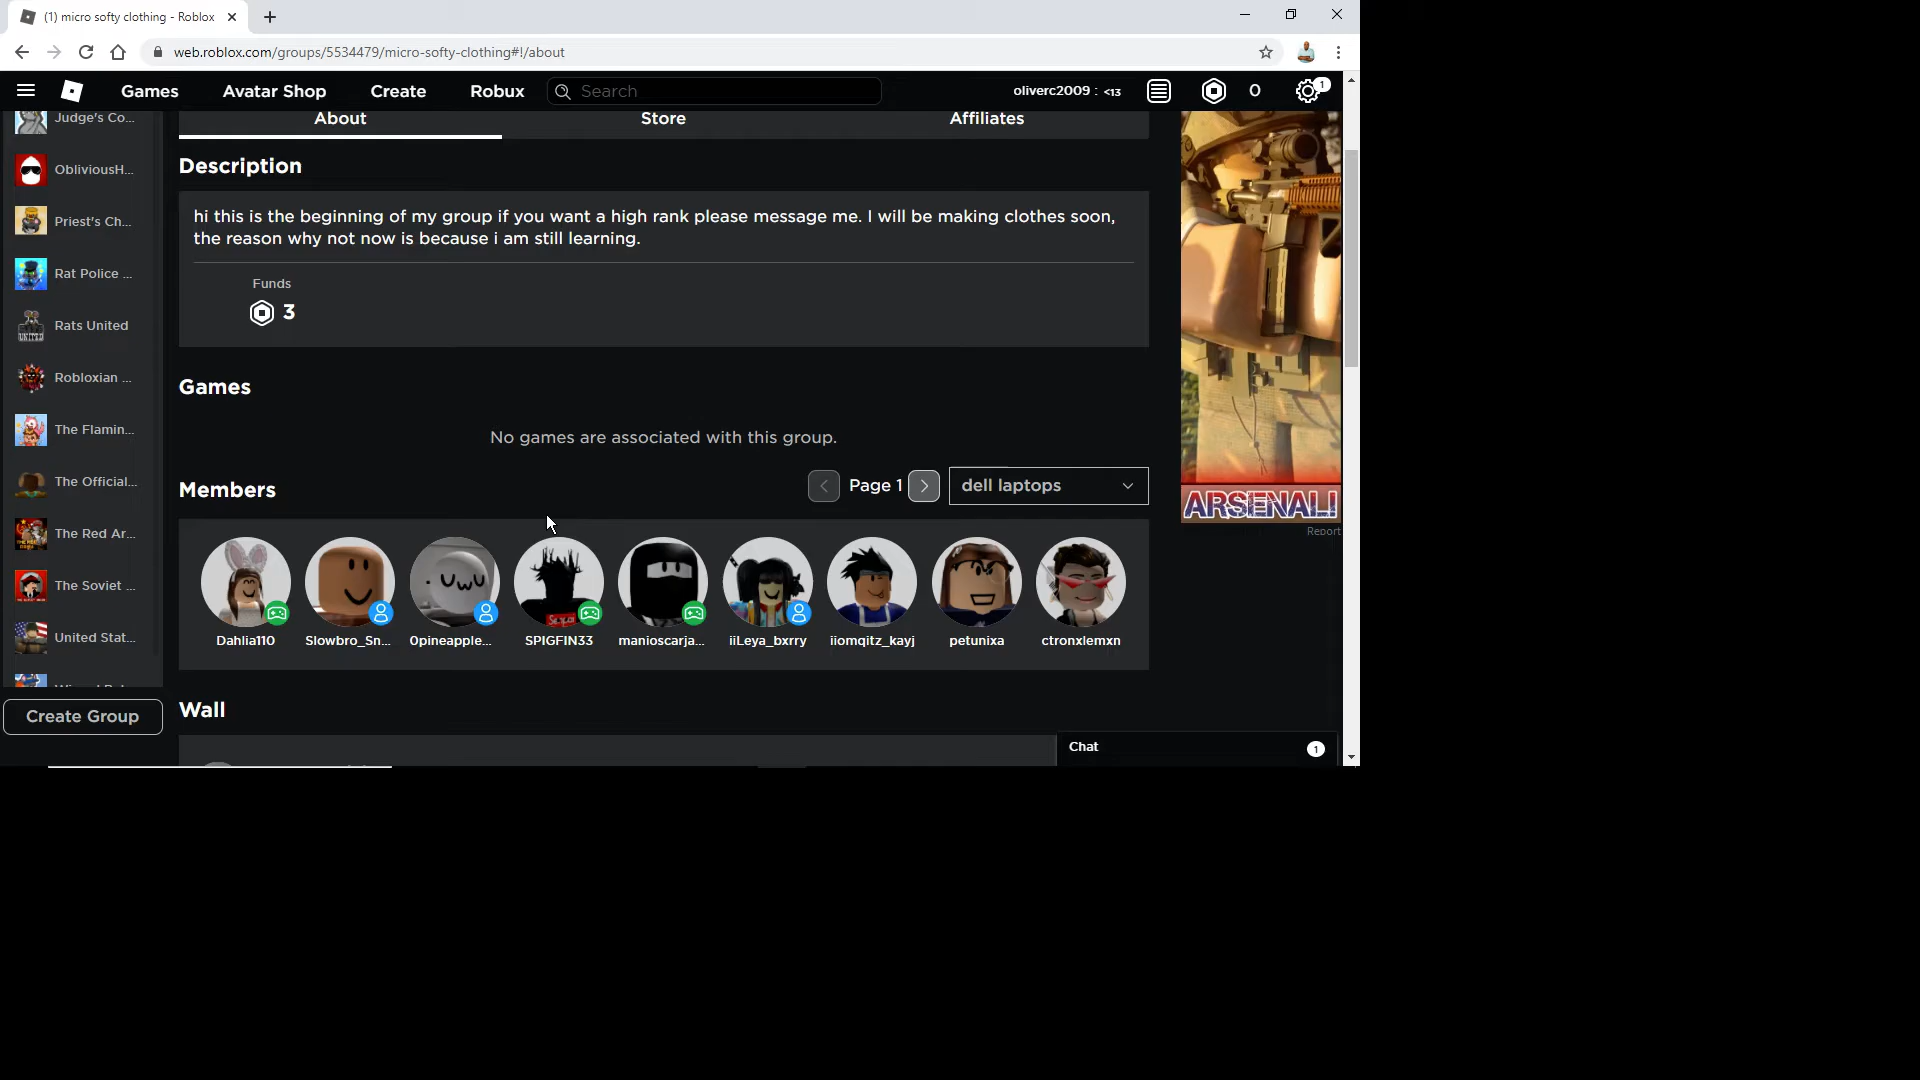 (1) micro softy clothing - Roblox
web.roblox.com/groups/5534479/micro-softy-clothing#!/about
Games Avatar Shop Create Robux Search oliverc2009 : <13 0 1
Judge's Co...
ObliviousH...
Priest's Ch...
Rat Police ...
Rats United
Robloxian ...
The Flamin...
The Official...
The Red Ar...
The Soviet ...
United Stat...
Create Group
About Store Affiliates
Description
hi this is the beginning of my group if you want a high rank please message me. I will be making clothes soon,
the reason why not now is because i am still learning.
Funds
3
Games
No games are associated with this group.
Members Page 1 dell laptops
Dahlia110 Slowbro_Sn... 0pineapple... SPIGFIN33 manioscarja... iiLeya_bxrry iiomqitz_kayj petunixa ctronxlemxn
Wall
Chat 1
ARSENAL!
Report